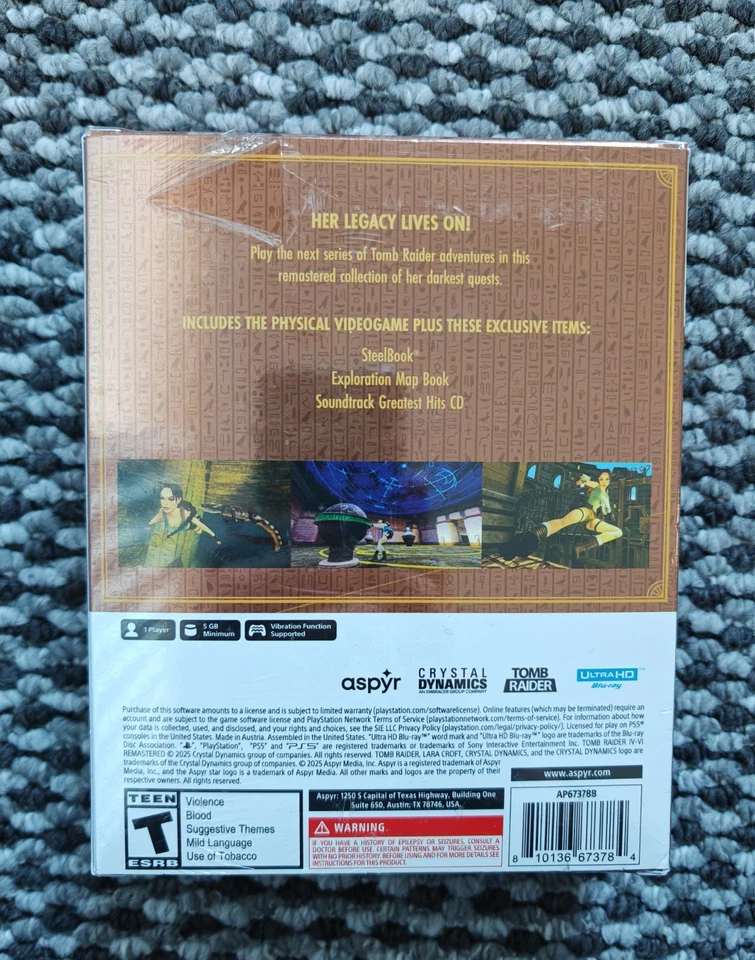 HER LEGACY LIVES ON!
Play the next series of Tomb Raider adventures in this
remastered collection of her darkest quests.
INCLUDES THE PHYSICAL VIDEOGAME PLUS THESE EXCLUSIVE ITEMS:
SteelBook®
Exploration Map Book
Soundtrack Greatest Hits CD
1 Player
5 GB
Minimum
Vibration Function
Supported
aspyr
CRYSTAL
DYNAMICS
AN EMBRACER GROUP COMPANY
TOMB
RAIDER
ULTRA HD™
Blu-ray
Purchase of this software amounts to a license and is subject to limited warranty (playstation.com/softwarelicense). Online features (which may be terminated) require an
account and are subject to the game software license and PlayStation Network Terms of Service (playstationnetwork.com/terms-of-service). For information about how
your data is collected, used, and disclosed, and your rights and choices, see the SIE LLC Privacy Policy (playstation.com/legal/privacy-policy/). Licensed for play on PS5®
consoles in the United States. Made in Austria. Assembled in the United States. "Ultra HD Blu-ray™" word mark and "Ultra HD Blu-ray™" logo are trademarks of the Blu-ray
Disc Association. "", "PlayStation", "PS5" and "PS5" are registered trademarks or trademarks of Sony Interactive Entertainment Inc. TOMB RAIDER IV-VI
REMASTERED © 2025 Crystal Dynamics group of companies. All rights reserved. TOMB RAIDER, LARA CROFT, CRYSTAL DYNAMICS, and the CRYSTAL DYNAMICS logo are
trademarks of the Crystal Dynamics group of companies. © 2025 Aspyr Media, Inc. Aspyr is a registered trademark of Aspyr
Media, Inc., and the Aspyr star logo is a trademark of Aspyr Media. All other marks and logos are the property of their
respective owners. All rights reserved.
www.aspyr.com
TEEN
T
ESRB
Violence
Blood
Suggestive Themes
Mild Language
Use of Tobacco
Aspyr: 1250 S Capital of Texas Highway, Building One
Suite 650, Austin, TX 78746, USA.
WARNING
IF YOU HAVE A HISTORY OF EPILEPSY OR SEIZURES, CONSULT A
DOCTOR BEFORE USE. CERTAIN PATTERNS MAY TRIGGER SEIZURES
WITH NO PRIOR HISTORY. BEFORE USING AND FOR MORE DETAILS SEE
INSTRUCTIONS FOR THIS PRODUCT.
AP67378B
8 10136 67378 4